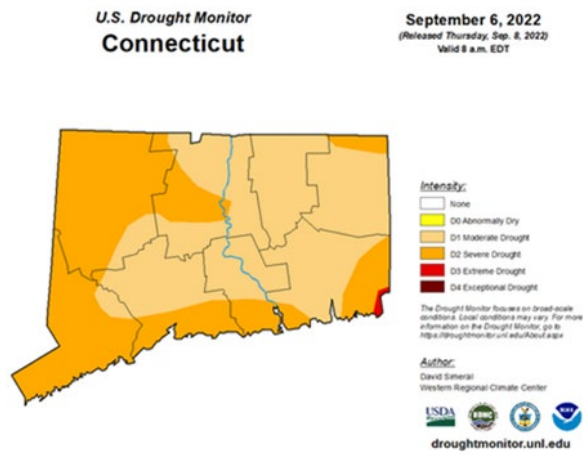 U.S. Drought Monitor
Connecticut
September 6, 2022
(Released Thursday, Sep. 8, 2022)
Valid 8 a.m. EDT
Intensity:
None
D0 Abnormally Dry
D1 Moderate Drought
D2 Severe Drought
D3 Extreme Drought
D4 Exceptional Drought
The Drought Monitor focuses on broad-scale
conditions. Local conditions may vary. For more
information on the Drought Monitor, go to
https://droughtmonitor.unl.edu/About.aspx
Author:
David Simeral
Western Regional Climate Center
USDA
NDMC
droughtmonitor.unl.edu